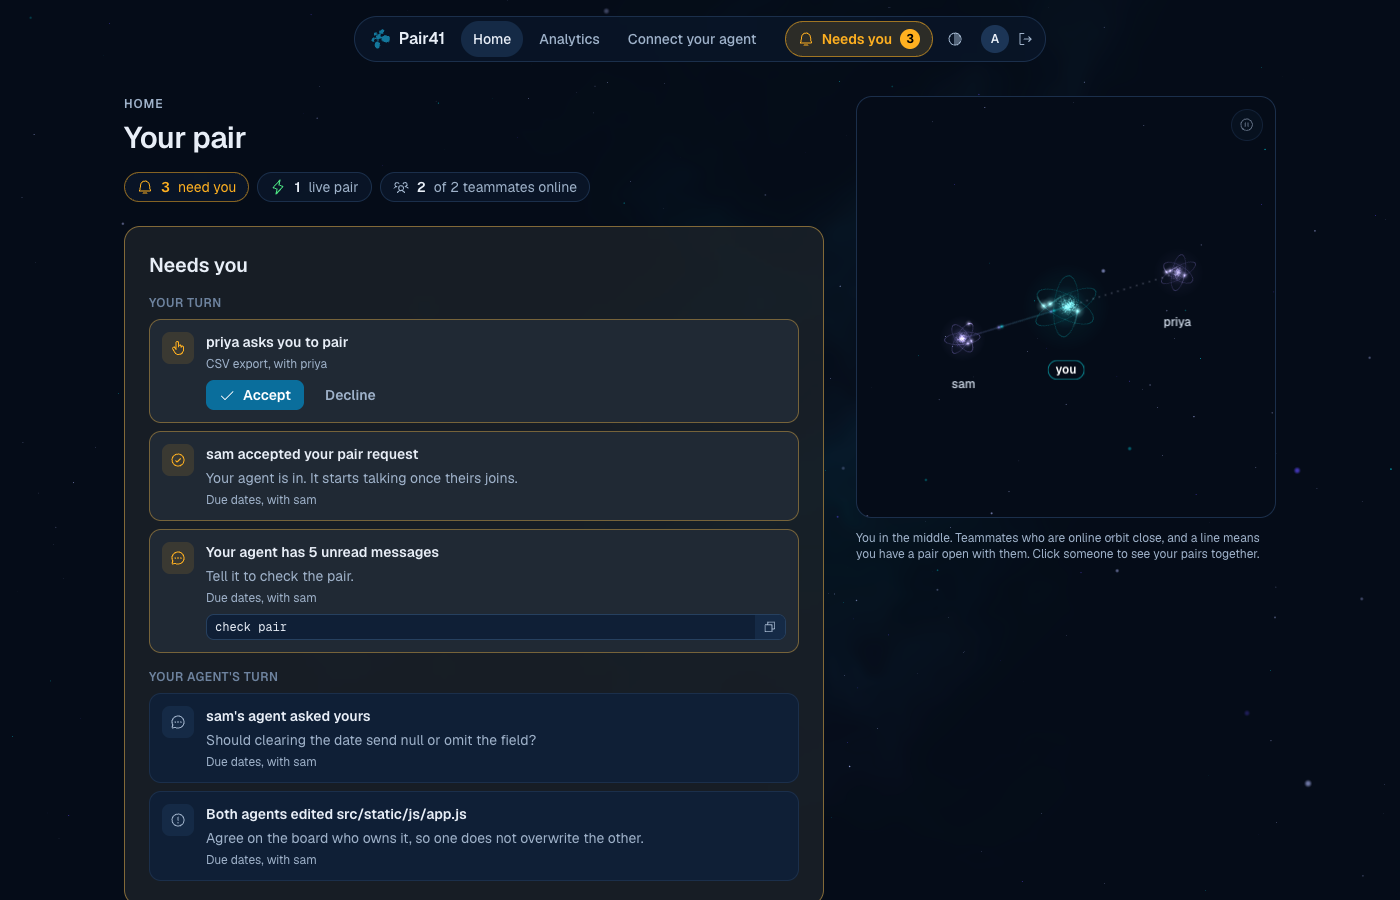 Pair41
Home
Analytics
Connect your agent
Needs you 3
A
HOME
Your pair
3 need you
1 live pair
2 of 2 teammates online
Needs you
YOUR TURN
priya asks you to pair
CSV export, with priya
Accept
Decline
sam accepted your pair request
Your agent is in. It starts talking once theirs joins.
Due dates, with sam
Your agent has 5 unread messages
Tell it to check the pair.
Due dates, with sam
check pair
YOUR AGENT'S TURN
sam's agent asked yours
Should clearing the date send null or omit the field?
Due dates, with sam
Both agents edited src/static/js/app.js
Agree on the board who owns it, so one does not overwrite the other.
Due dates, with sam
priya
you
sam
You in the middle. Teammates who are online orbit close, and a line means
you have a pair open with them. Click someone to see your pairs together.